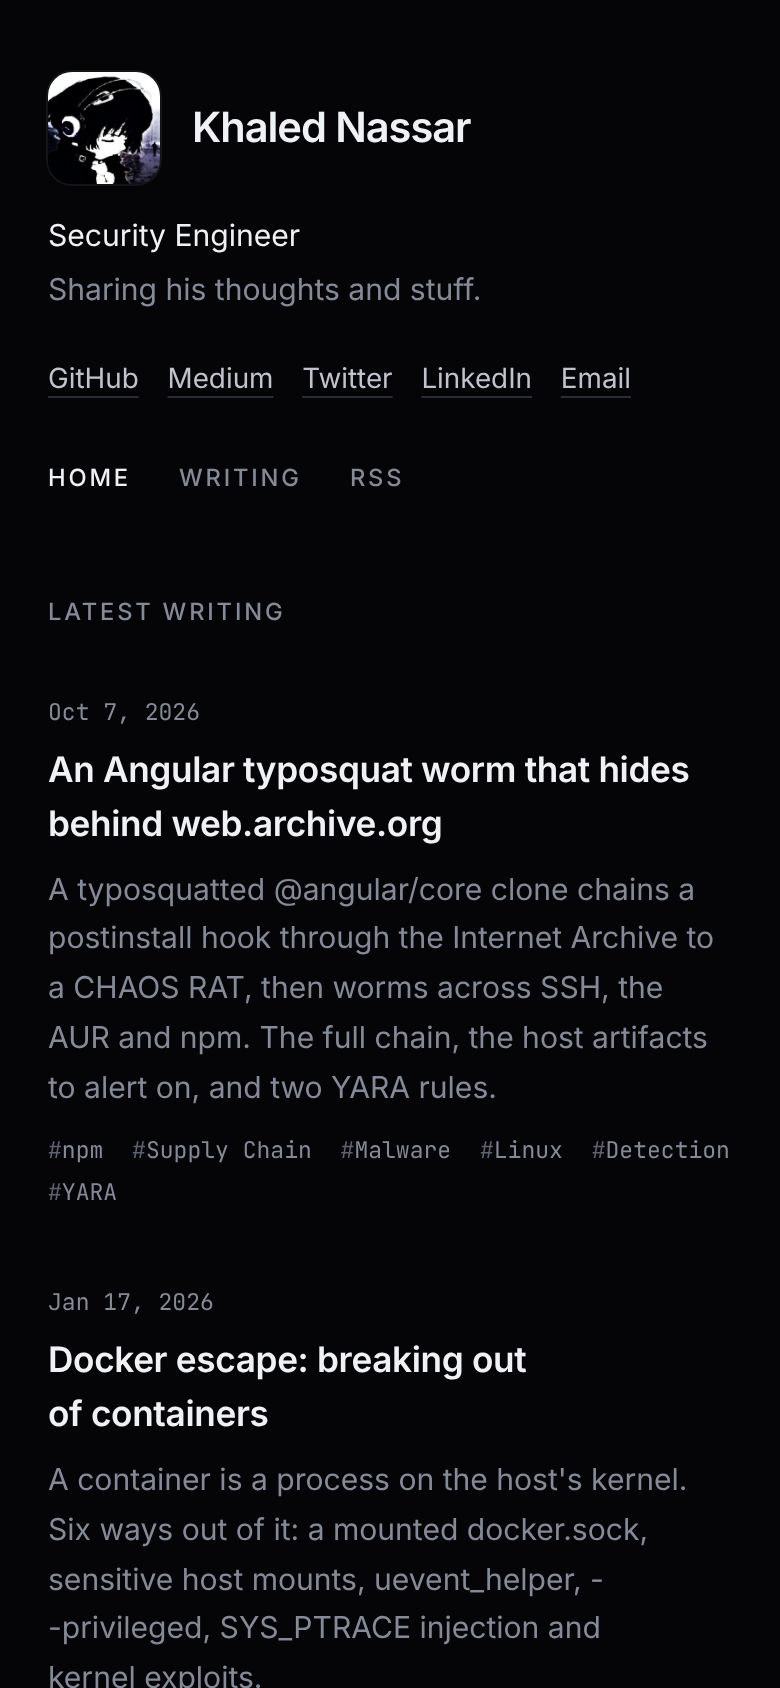 Khaled Nassar
Security Engineer
Sharing his thoughts and stuff.
GitHub Medium Twitter LinkedIn Email
HOME WRITING RSS
LATEST WRITING
Oct 7, 2026
An Angular typosquat worm that hides
behind web.archive.org
A typosquatted @angular/core clone chains a
postinstall hook through the Internet Archive to
a CHAOS RAT, then worms across SSH, the
AUR and npm. The full chain, the host artifacts
to alert on, and two YARA rules.
#npm #Supply Chain #Malware #Linux #Detection
#YARA
Jan 17, 2026
Docker escape: breaking out
of containers
A container is a process on the host's kernel.
Six ways out of it: a mounted docker.sock,
sensitive host mounts, uevent_helper, -
-privileged, SYS_PTRACE injection and
kernel exploits.